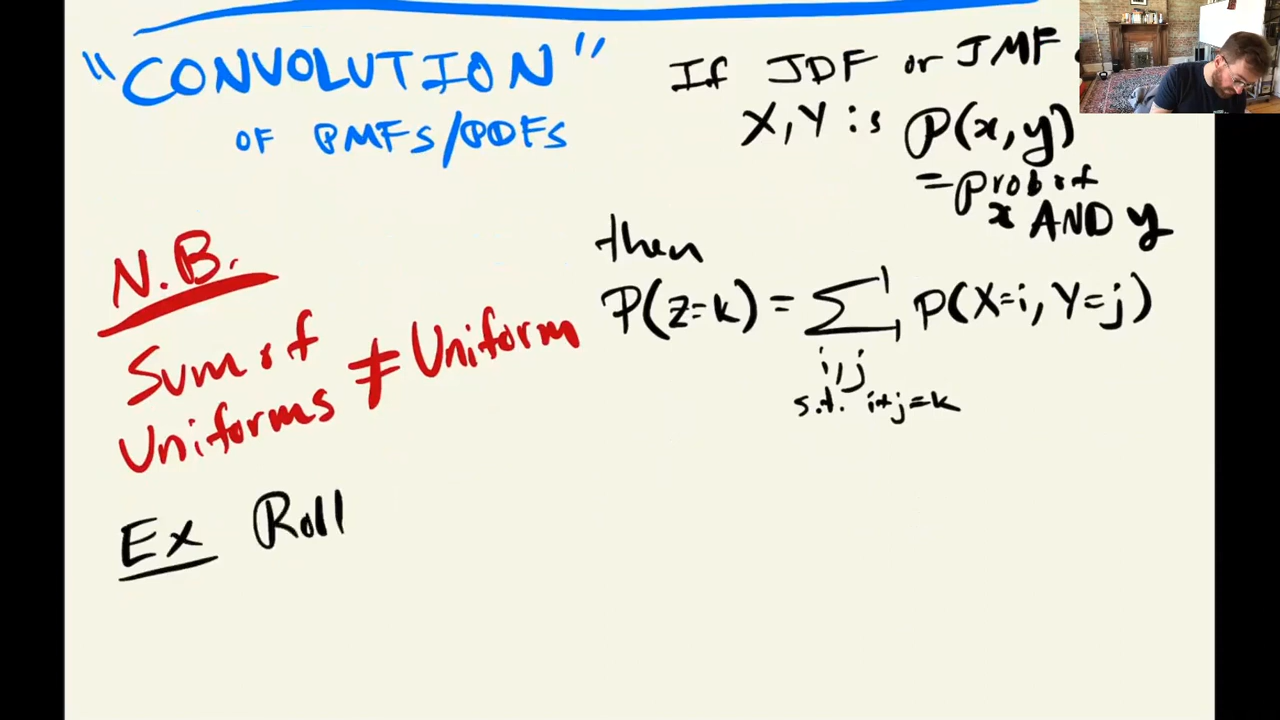 "CONVOLUTION"
OF PMFS/PDFS
If JDF or JMF
X,Y is P(x,y)
= prob of
x AND y
then
P(z=k) = ∑ P(X=i, Y=j)
i,j
s.t. i+j=k
N.B.
Sum of
Uniforms ≠ Uniform
Ex Roll